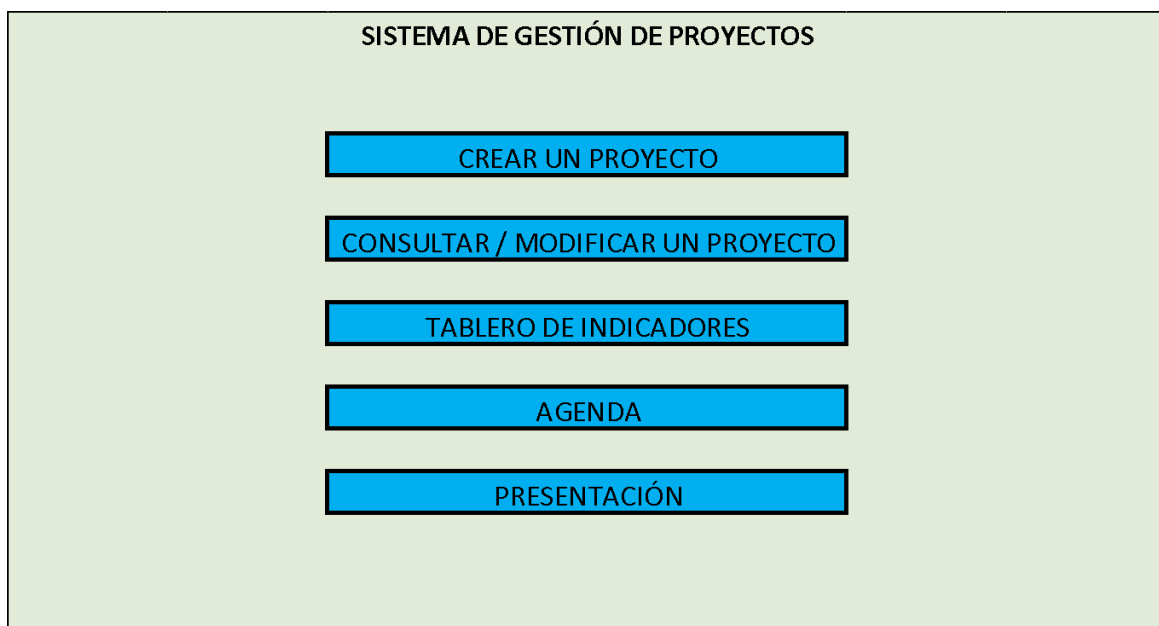 SISTEMA DE GESTIÓN DE PROYECTOS
CREAR UN PROYECTO
CONSULTAR / MODIFICAR UN PROYECTO
TABLERO DE INDICADORES
AGENDA
PRESENTACIÓN